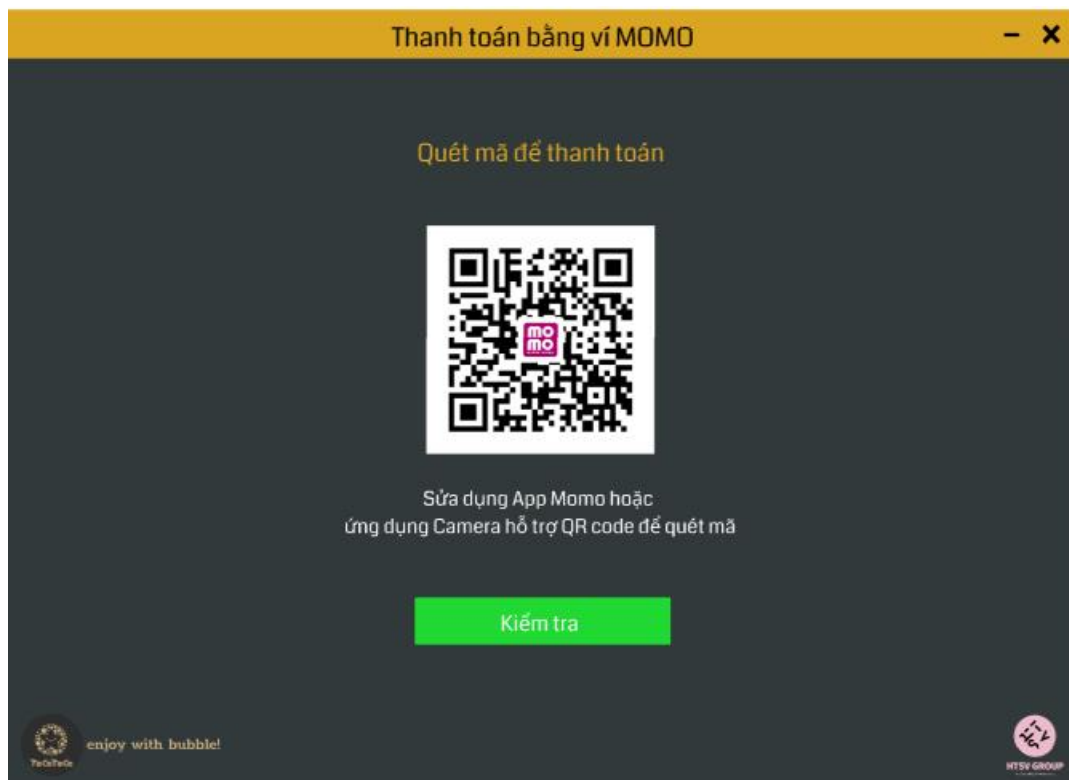 Thanh toán bằng ví MOMO
Quét mã để thanh toán
mo
mo
Sửa dụng App Momo hoặc
ứng dụng Camera hỗ trợ QR code để quét mã
Kiểm tra
enjoy with bubble!
TocoToco
HTSV GROUP